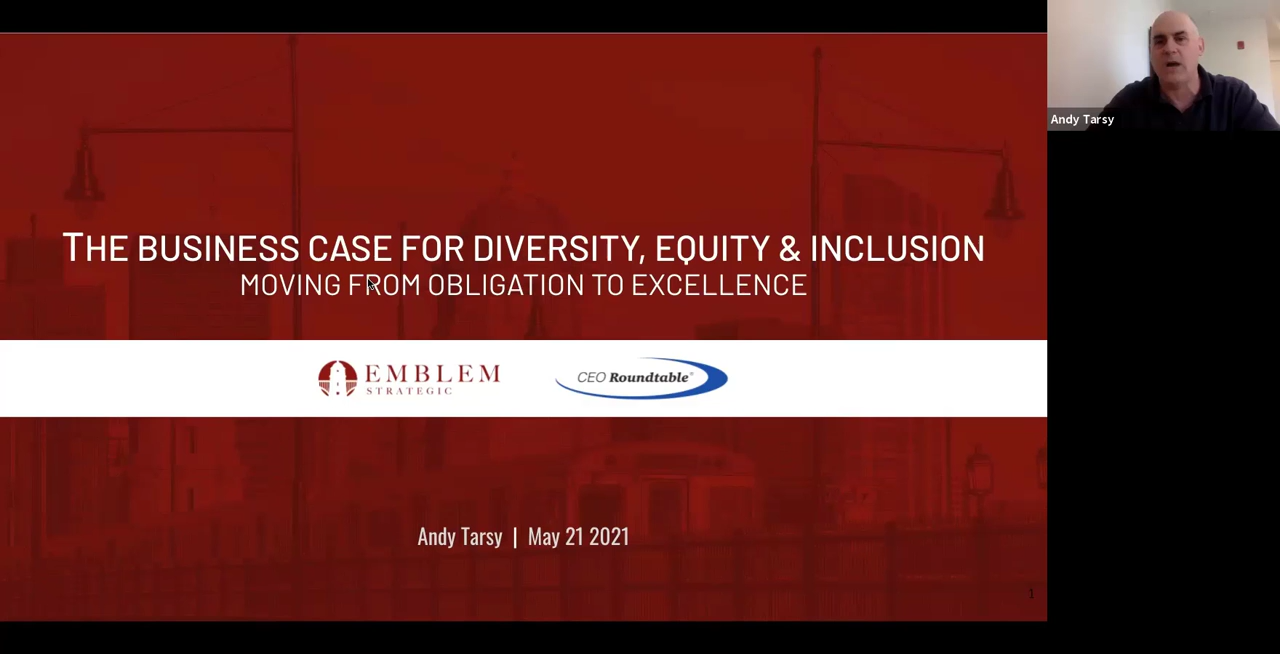 THE BUSINESS CASE FOR DIVERSITY, EQUITY & INCLUSION
MOVING FROM OBLIGATION TO EXCELLENCE
EMBLEM
STRATEGIC
CEO Roundtable®
Andy Tarsy | May 21 2021
1
Andy Tarsy